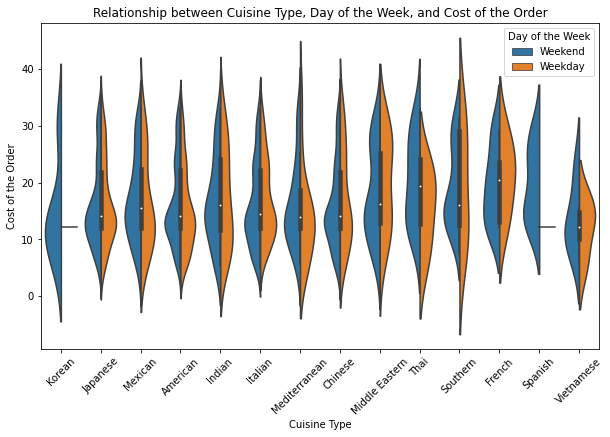 Relationship between Cuisine Type, Day of the Week, and Cost of the Order
Day of the Week
Weekend
Weekday
Cost of the Order
40
30
20
10
0
Korean
Japanese
Mexican
American
Indian
Italian
Mediterranean
Chinese
Middle Eastern
Thai
Southern
French
Spanish
Vietnamese
Cuisine Type